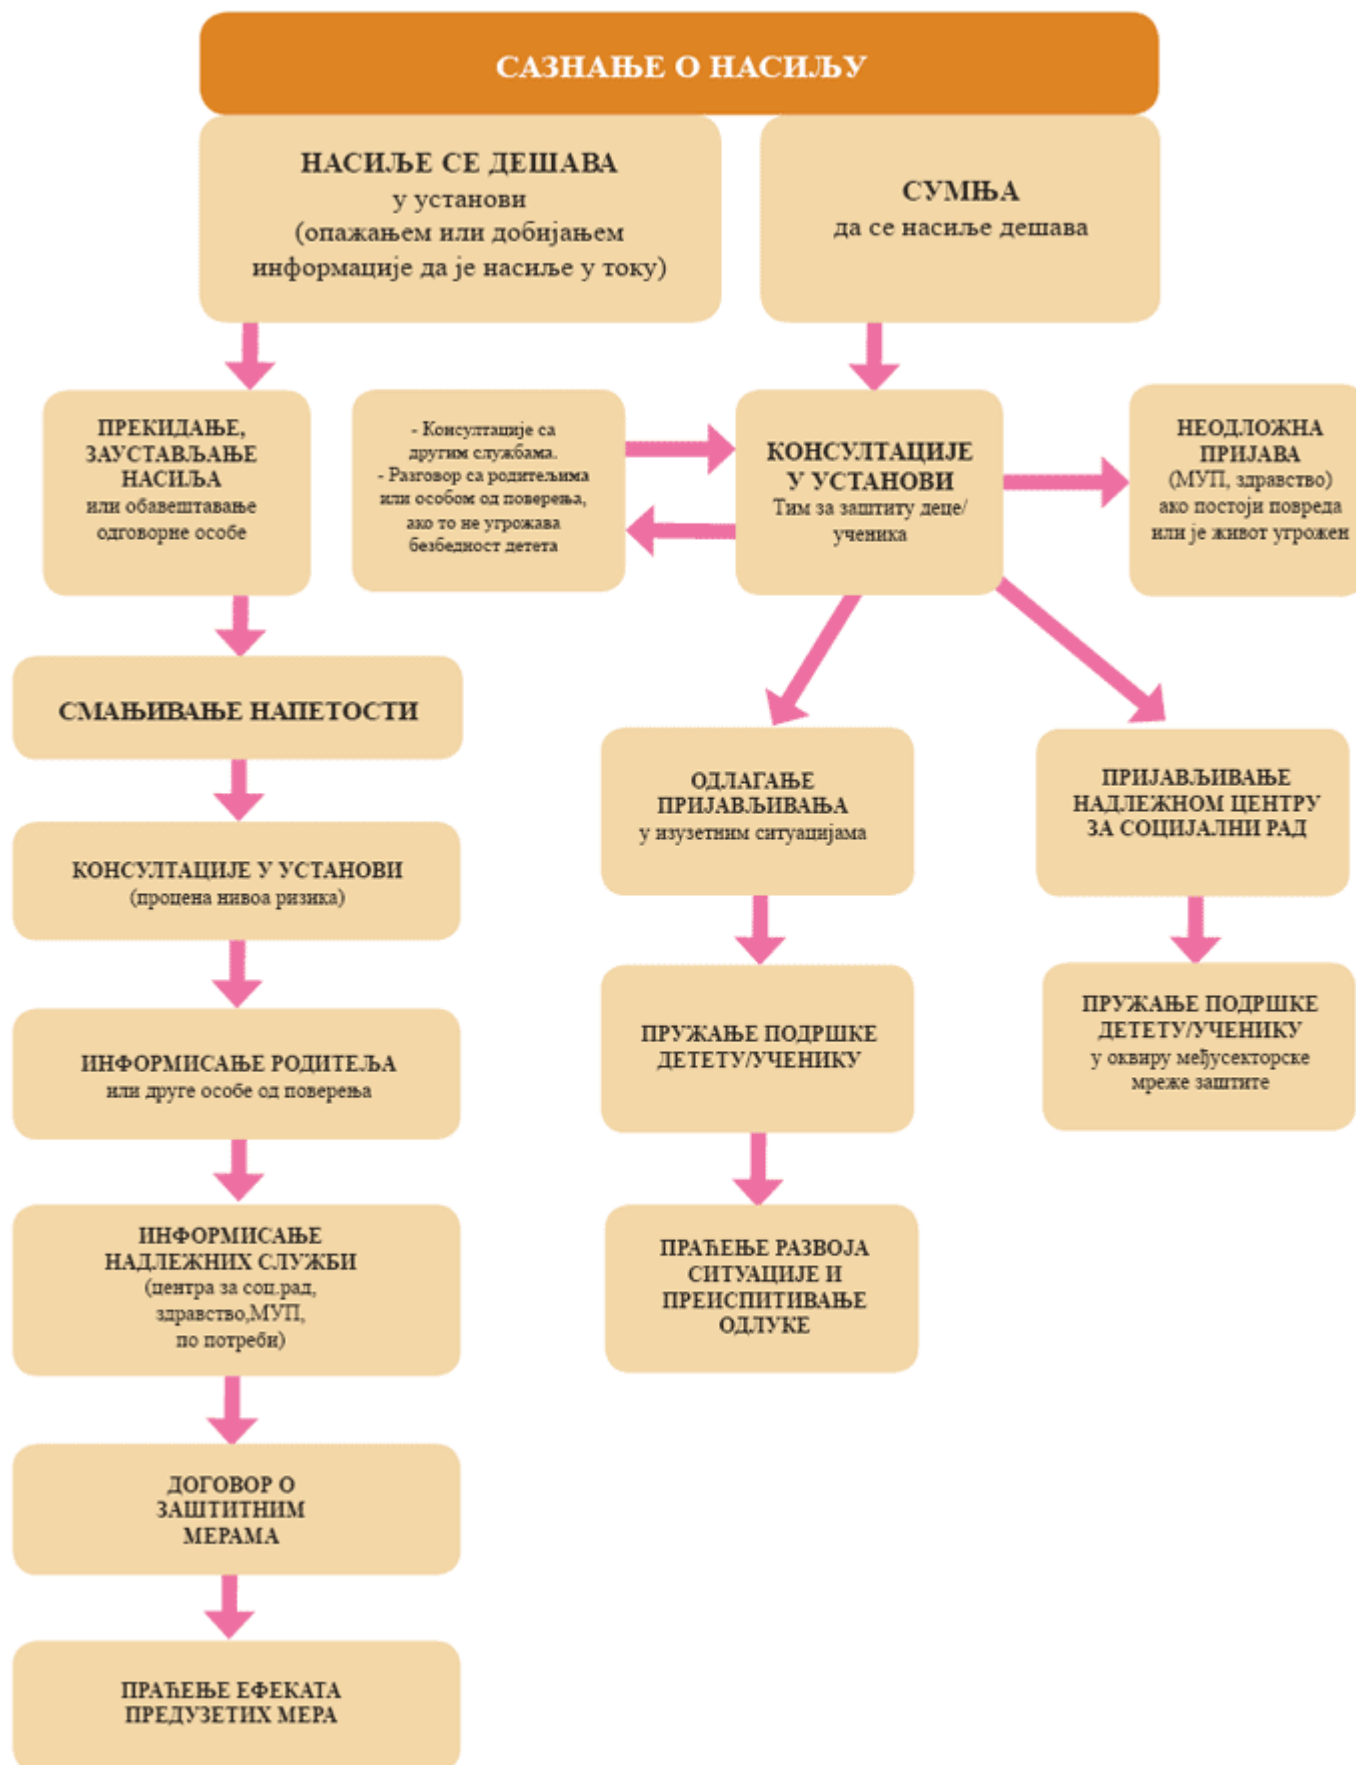 САЗНАЊЕ О НАСИЉУ
НАСИЉЕ СЕ ДЕШАВА
у установи
(опажањем или добијањем
информације да је насиље у току)
СУМЊА
да се насиље дешава
ПРЕКИДАЊЕ,
ЗАУСТАВЉАЊЕ
НАСИЉА
или обавештавање
одговорне особе
- Консултације са
другим службама.
- Разговор са родитељима
или особом од поверења,
ако то не угрожава
безбедност детета
КОНСУЛТАЦИЈЕ
У УСТАНОВИ
Тим за заштиту деце/
ученика
НЕОДЛОЖНА
ПРИЈАВА
(МУП, здравство)
ако постоји повреда
или је живот угрожен
СМАЊИВАЊЕ НАПЕТОСТИ
КОНСУЛТАЦИЈЕ У УСТАНОВИ
(процена нивоа ризика)
ИНФОРМИСАЊЕ РОДИТЕЉА
или друге особе од поверења
ИНФОРМИСАЊЕ
НАДЛЕЖНИХ СЛУЖБИ
(центра за соц.рад,
здравство,МУП,
по потреби)
ДОГОВОР О
ЗАШТИТНИМ
МЕРАМА
ПРАЋЕЊЕ ЕФЕКАТА
ПРЕДУЗЕТИХ МЕРА
ОДЛАГАЊЕ
ПРИЈАВЉИВАЊА
у изузетним ситуацијама
ПРУЖАЊЕ ПОДРШКЕ
ДЕТЕТУ/УЧЕНИКУ
ПРАЋЕЊЕ РАЗВОЈА
СИТУАЦИЈЕ И
ПРЕИСПИТИВАЊЕ
ОДЛУКЕ
ПРИЈАВЉИВАЊЕ
НАДЛЕЖНОМ ЦЕНТРУ
ЗА СОЦИЈАЛНИ РАД
ПРУЖАЊЕ ПОДРШКЕ
ДЕТЕТУ/УЧЕНИКУ
у оквиру међусекторске
мреже заштите